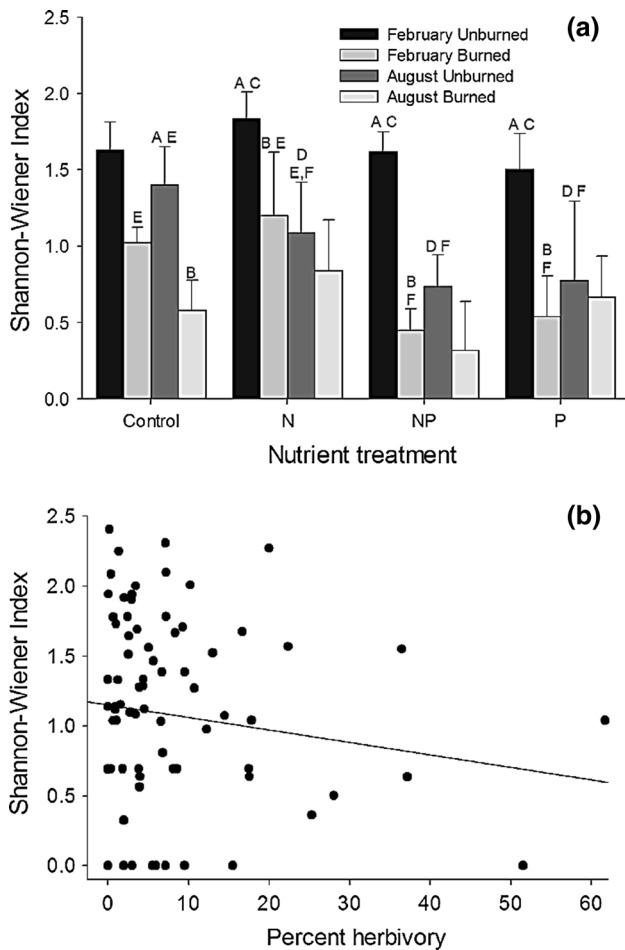 (a)
February Unburned
February Burned
August Unburned
August Burned
2.5
2.0
1.5
1.0
0.5
0.0
Shannon-Wiener Index
E
A E
B
A C
B E
D
E,F
A C
B
F
D F
A C
B
F
D F
Control N NP P
Nutrient treatment
(b)
2.5
2.0
1.5
1.0
0.5
0.0
Shannon-Wiener Index
0 10 20 30 40 50 60
Percent herbivory